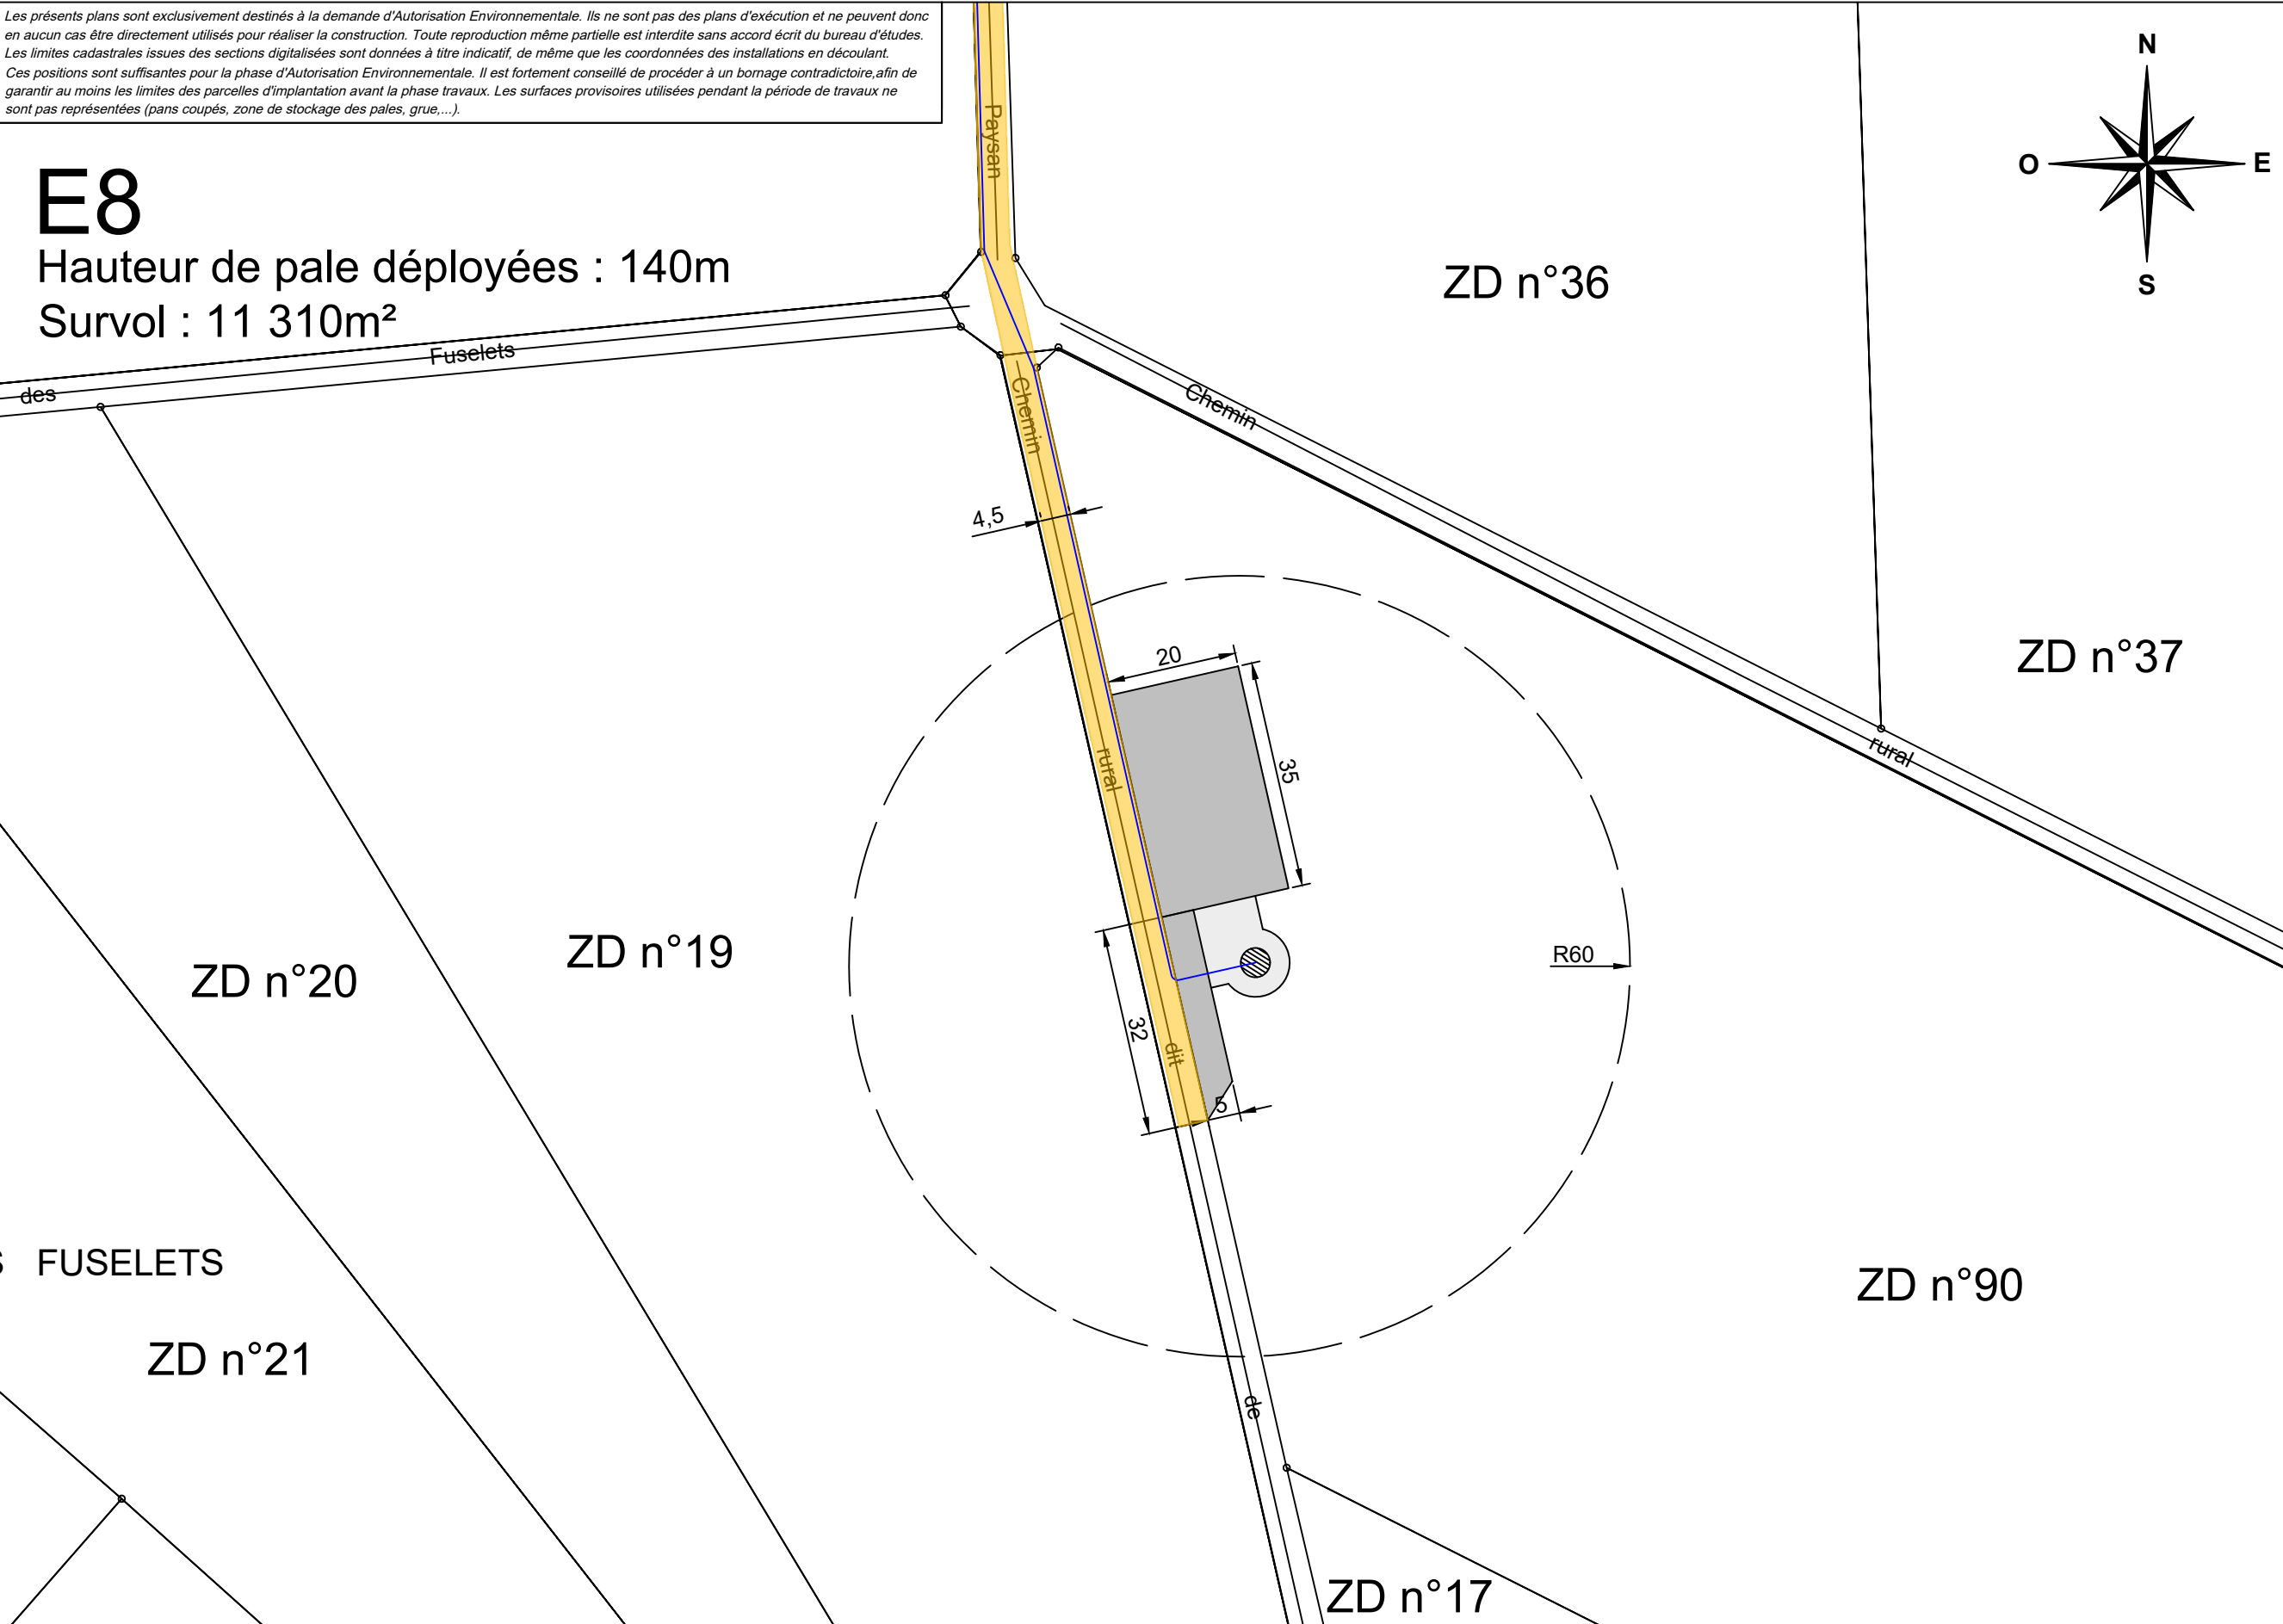 Les présents plans sont exclusivement destinés à la demande d'Autorisation Environnementale. Ils ne sont pas des plans d'exécution et ne peuvent donc
en aucun cas être directement utilisés pour réaliser la construction. Toute reproduction même partielle est interdite sans accord écrit du bureau d'études.
Les limites cadastrales issues des sections digitalisées sont données à titre indicatif, de même que les coordonnées des installations en découlant.
Ces positions sont suffisantes pour la phase d'Autorisation Environnementale. Il est fortement conseillé de procéder à un bornage contradictoire,afin de
garantir au moins les limites des parcelles d'implantation avant la phase travaux. Les surfaces provisoires utilisées pendant la période de travaux ne
sont pas représentées (pans coupés, zone de stockage des pales, grue,...).
N
O
E
S
Paysan
E8
Hauteur de pale déployées : 140m
Survol : 11 310m²
ZD n°36
Fuselets
des
Chemin
Chemin
4,5
20
ZD n°37
35
rural
rural
ZD n°19
ZD n°20
R60
32
dit
5
FUSELETS
ZD n°90
ZD n°21
de
ZD n°17